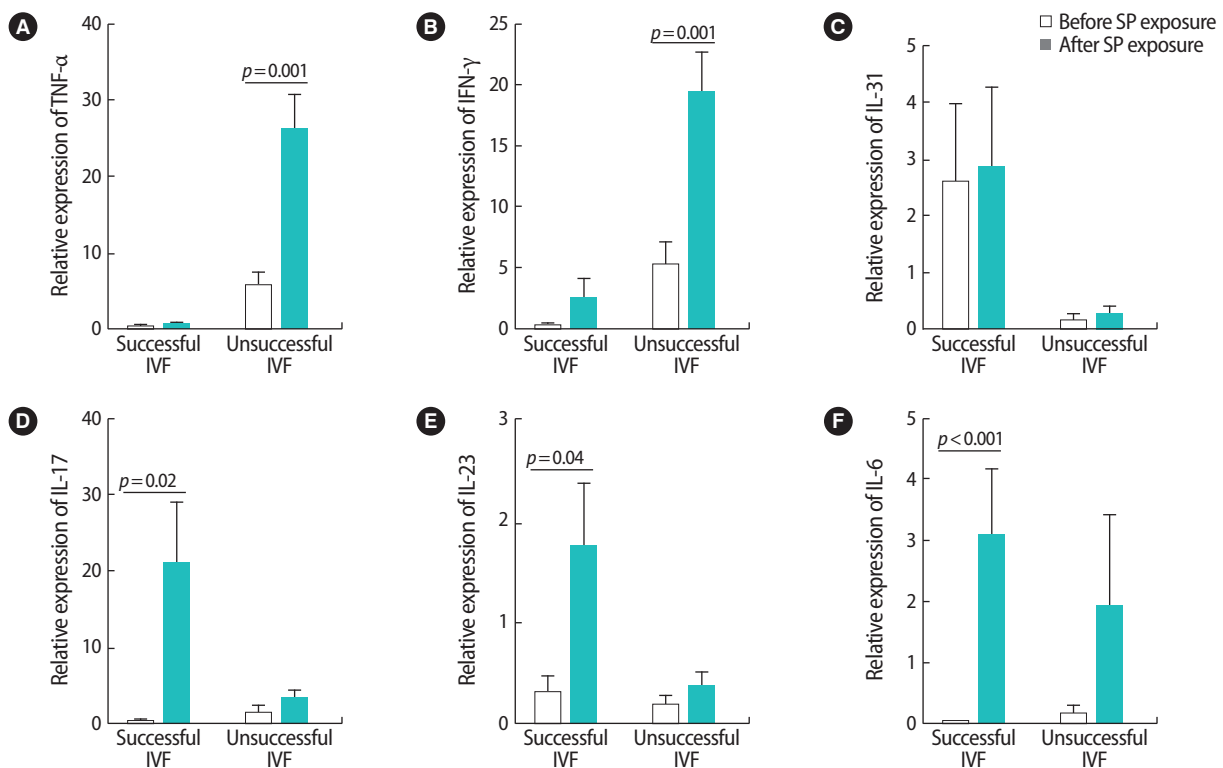 A
Relative expression of TNF-α
40
30
20
10
0
p=0.001
Successful
IVF
Unsuccessful
IVF
B
Relative expression of IFN-γ
25
20
15
10
5
0
p=0.001
Successful
IVF
Unsuccessful
IVF
C
Relative expression of IL-31
5
4
3
2
1
0
Before SP exposure
After SP exposure
Successful
IVF
Unsuccessful
IVF
D
Relative expression of IL-17
40
30
20
10
0
p=0.02
Successful
IVF
Unsuccessful
IVF
E
Relative expression of IL-23
3
2
1
0
p=0.04
Successful
IVF
Unsuccessful
IVF
F
Relative expression of IL-6
5
4
3
2
1
0
p<0.001
Successful
IVF
Unsuccessful
IVF